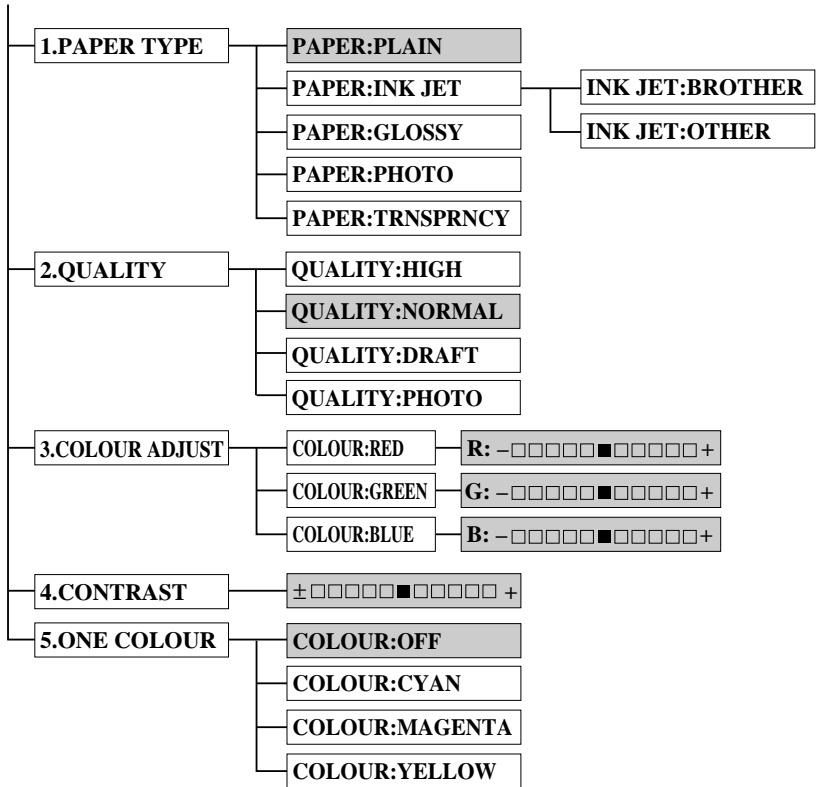 1.PAPER TYPE
PAPER:PLAIN
PAPER:INK JET
INK JET:BROTHER
INK JET:OTHER
PAPER:GLOSSY
PAPER:PHOTO
PAPER:TRNSPRNCY
2.QUALITY
QUALITY:HIGH
QUALITY:NORMAL
QUALITY:DRAFT
QUALITY:PHOTO
3.COLOUR ADJUST
COLOUR:RED
R: –□□□□□■□□□□□+
COLOUR:GREEN
G: –□□□□□■□□□□□+
COLOUR:BLUE
B: –□□□□□■□□□□□+
4.CONTRAST
±□□□□□■□□□□□ +
5.ONE COLOUR
COLOUR:OFF
COLOUR:CYAN
COLOUR:MAGENTA
COLOUR:YELLOW